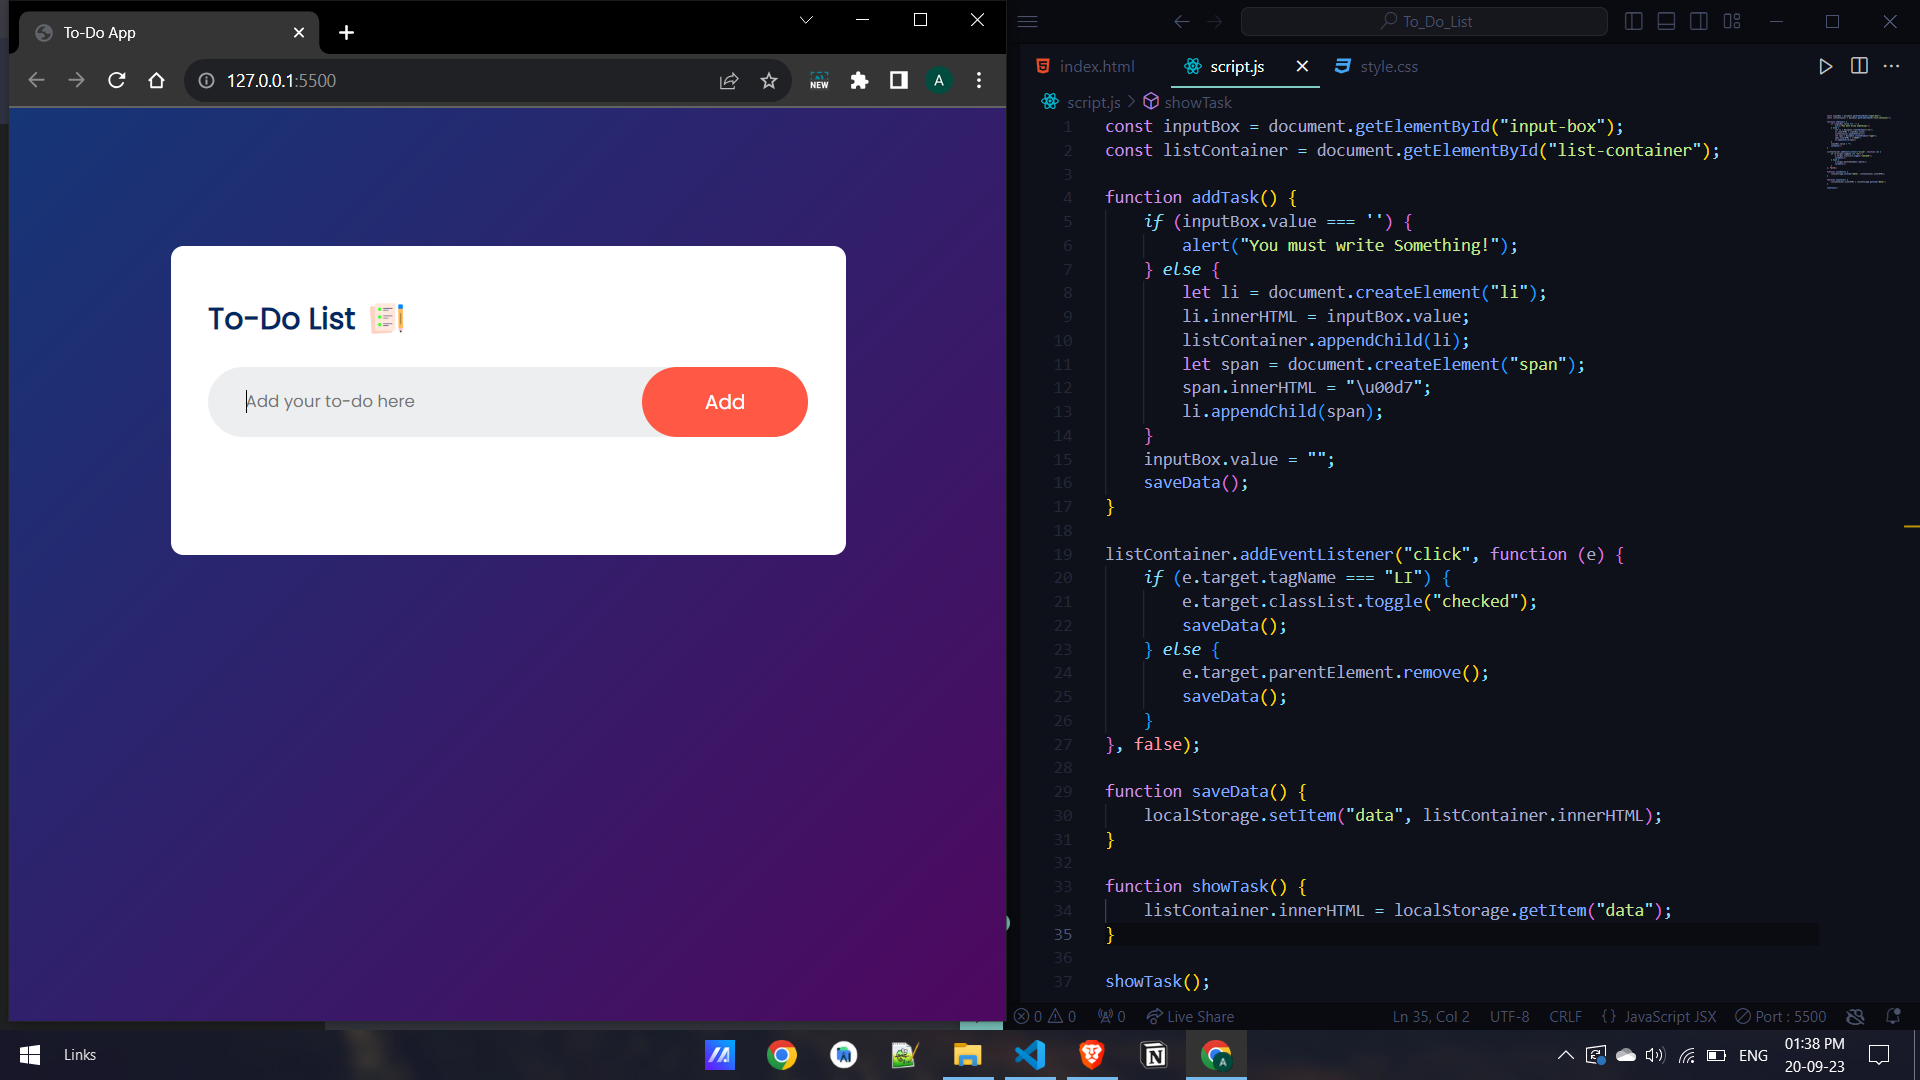 To-Do App
127.0.0.1:5500
NEW
A
To-Do List
Add your to-do here
Add
To_Do_List
index.html
script.js
style.css
script.js > showTask
1 const inputBox = document.getElementById("input-box");
2 const listContainer = document.getElementById("list-container");
3
4 function addTask() {
5 if (inputBox.value === '') {
6 alert("You must write Something!");
7 } else {
8 let li = document.createElement("li");
9 li.innerHTML = inputBox.value;
10 listContainer.appendChild(li);
11 let span = document.createElement("span");
12 span.innerHTML = "\u00d7";
13 li.appendChild(span);
14 }
15 inputBox.value = "";
16 saveData();
17 }
18
19 listContainer.addEventListener("click", function (e) {
20 if (e.target.tagName === "LI") {
21 e.target.classList.toggle("checked");
22 saveData();
23 } else {
24 e.target.parentElement.remove();
25 saveData();
26 }
27 }, false);
28
29 function saveData() {
30 localStorage.setItem("data", listContainer.innerHTML);
31 }
32
33 function showTask() {
34 listContainer.innerHTML = localStorage.getItem("data");
35 }
36
37 showTask();
0 0 0 Live Share Ln 35, Col 2 UTF-8 CRLF {} JavaScript JSX Port : 5500
Links
ENG
01:38 PM
20-09-23